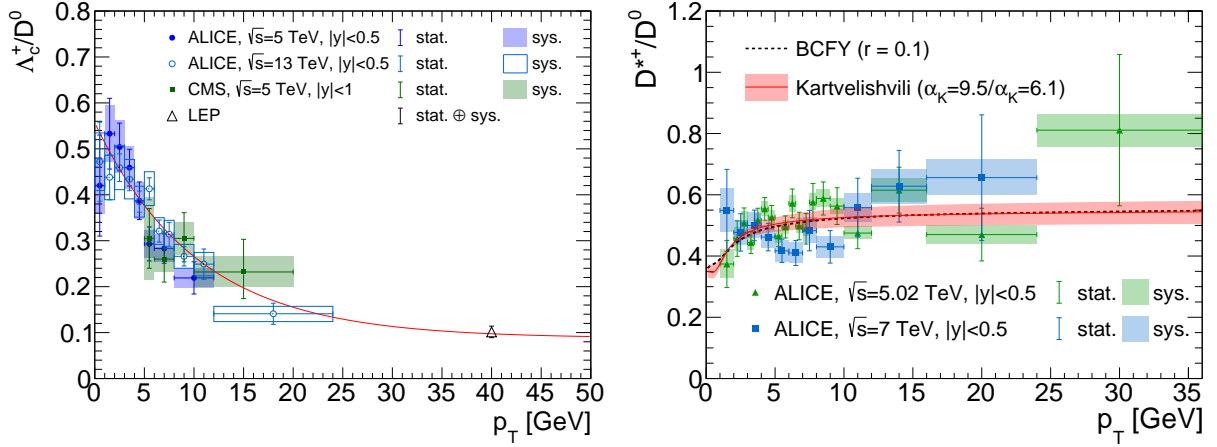 Λc+/D0
0.8
0.7
0.6
0.5
0.4
0.3
0.2
0.1
0
ALICE, √s=5 TeV, |y|<0.5 stat. sys.
ALICE, √s=13 TeV, |y|<0.5 stat. sys.
CMS, √s=5 TeV, |y|<1 stat. sys.
LEP stat. ⊕ sys.
0 5 10 15 20 25 30 35 40 45 50
pT [GeV]
D*+/D0
1.2
1
0.8
0.6
0.4
0.2
0
BCFY (r = 0.1)
Kartvelishvili (αK=9.5/αK=6.1)
ALICE, √s=5.02 TeV, |y|<0.5 stat. sys.
ALICE, √s=7 TeV, |y|<0.5 stat. sys.
0 5 10 15 20 25 30 35
pT [GeV]